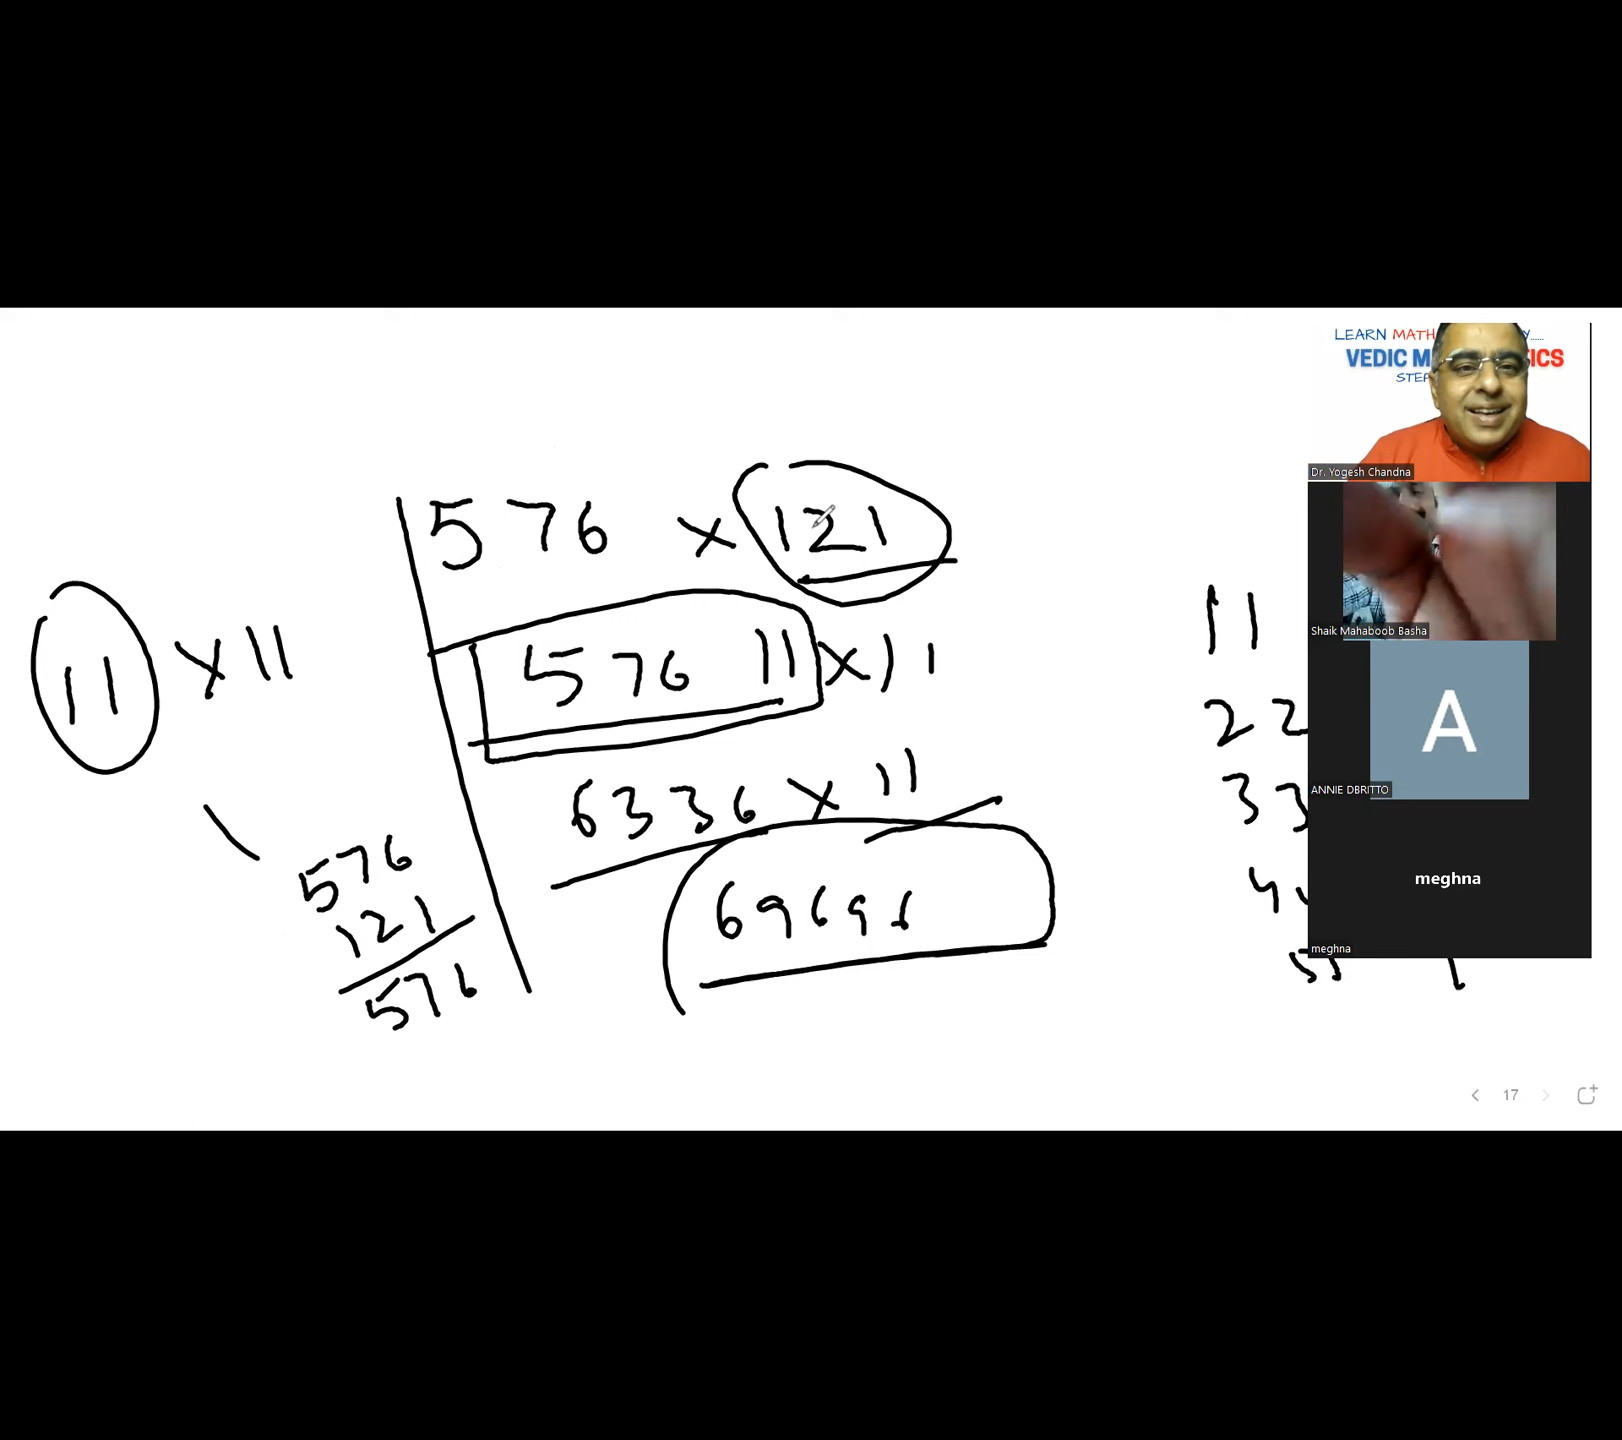 LEARN MATH Y......
VEDIC M ICS
STEP
Dr. Yogesh Chandna
576 × 121
11 × 11
576 11 × 11
6336 × 11
69696
576
121
576
11
22
33
Shaik Mahaboob Basha
A
ANNIE DBRITTO
meghna
meghna
17